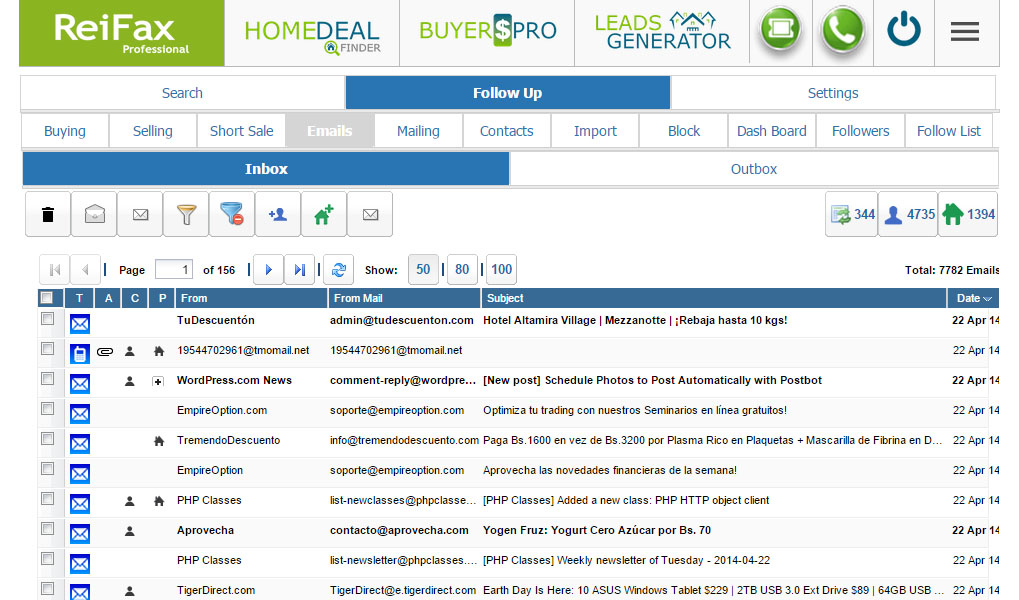 ReiFax
Professional
HOMEDEAL
FINDER
BUYER$PRO
LEADS
GENERATOR
Search Follow Up Settings
Buying Selling Short Sale Emails Mailing Contacts Import Block Dash Board Followers Follow List
Inbox Outbox
344 4735 1394
Page 1 of 156 Show: 50 80 100 Total: 7782 Emails
T A C P From From Mail Subject Date
TuDescuentón admin@tudescuenton.com Hotel Altamira Village | Mezzanotte | ¡Rebaja hasta 10 kgs! 22 Apr 14
19544702961@tmomail.net 19544702961@tmomail.net 22 Apr 14
WordPress.com News comment-reply@wordpre... [New post] Schedule Photos to Post Automatically with Postbot 22 Apr 14
EmpireOption.com soporte@empireoption.com Optimiza tu trading con nuestros Seminarios en línea gratuitos! 22 Apr 14
TremendoDescuento info@tremendodescuento.com Paga Bs.1600 en vez de Bs.3200 por Plasma Rico en Plaquetas + Mascarilla de Fibrina en D... 22 Apr 14
EmpireOption soporte@empireoption.com Aprovecha las novedades financieras de la semana! 22 Apr 14
PHP Classes list-newclasses@phpclasse... [PHP Classes] Added a new class: PHP HTTP object client 22 Apr 14
Aprovecha contacto@aprovecha.com Yogen Fruz: Yogurt Cero Azúcar por Bs. 70 22 Apr 14
PHP Classes list-newsletter@phpclasses.... [PHP Classes] Weekly newsletter of Tuesday - 2014-04-22 22 Apr 14
TigerDirect.com TigerDirect@e.tigerdirect.com Earth Day Is Here: 10 ASUS Windows Tablet $229 | 2TB USB 3.0 Ext Drive $89 | 64GB USB ... 22 Apr 14